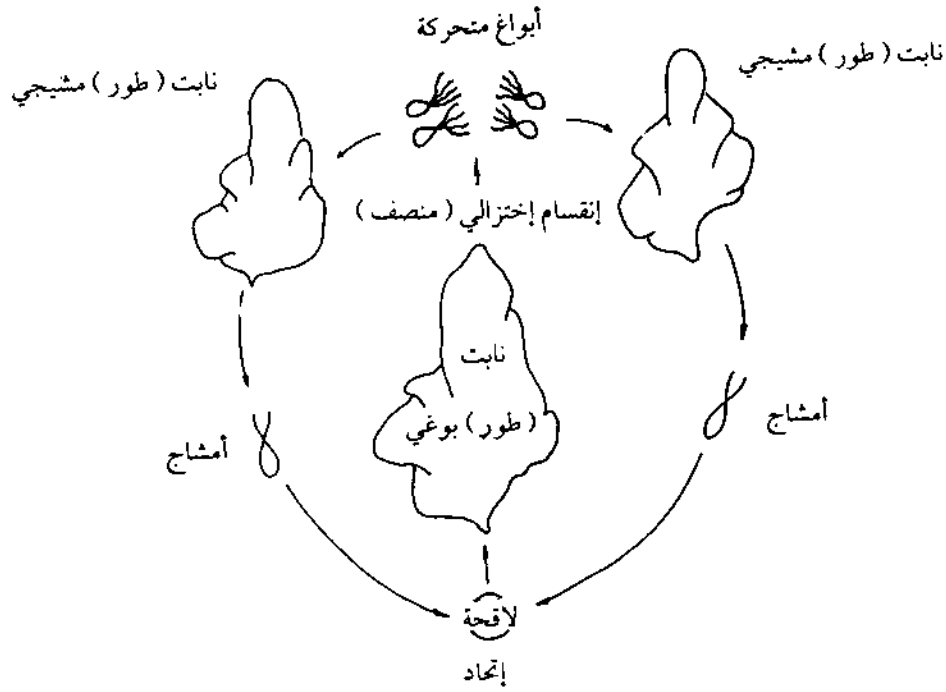 أبواغ متحركة
نابت ( طور ) مشيجي
نابت ( طور ) مشيجي
إنقسام إختزالي ( منصف )
نابت
( طور ) بوغي
أمشاج
أمشاج
لاقحة
إتحاد